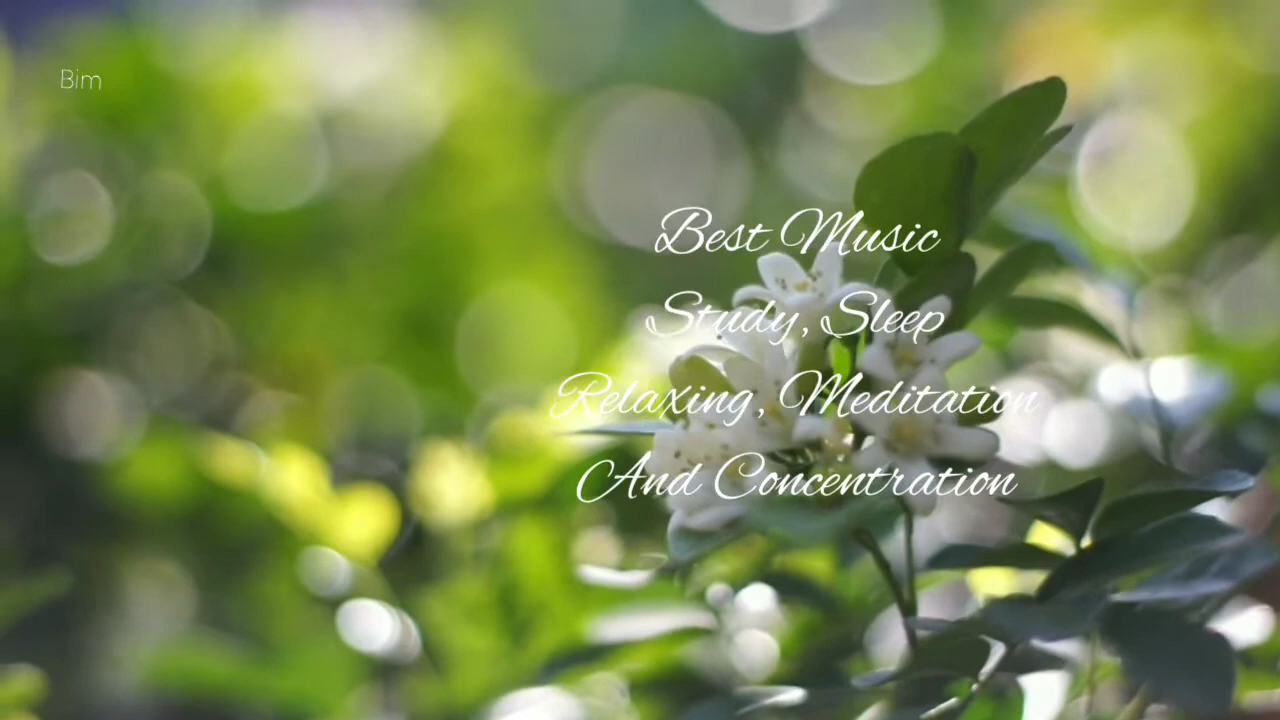 Bim
Best Music
Study, Sleep
Relaxing, Meditation
And Concentration